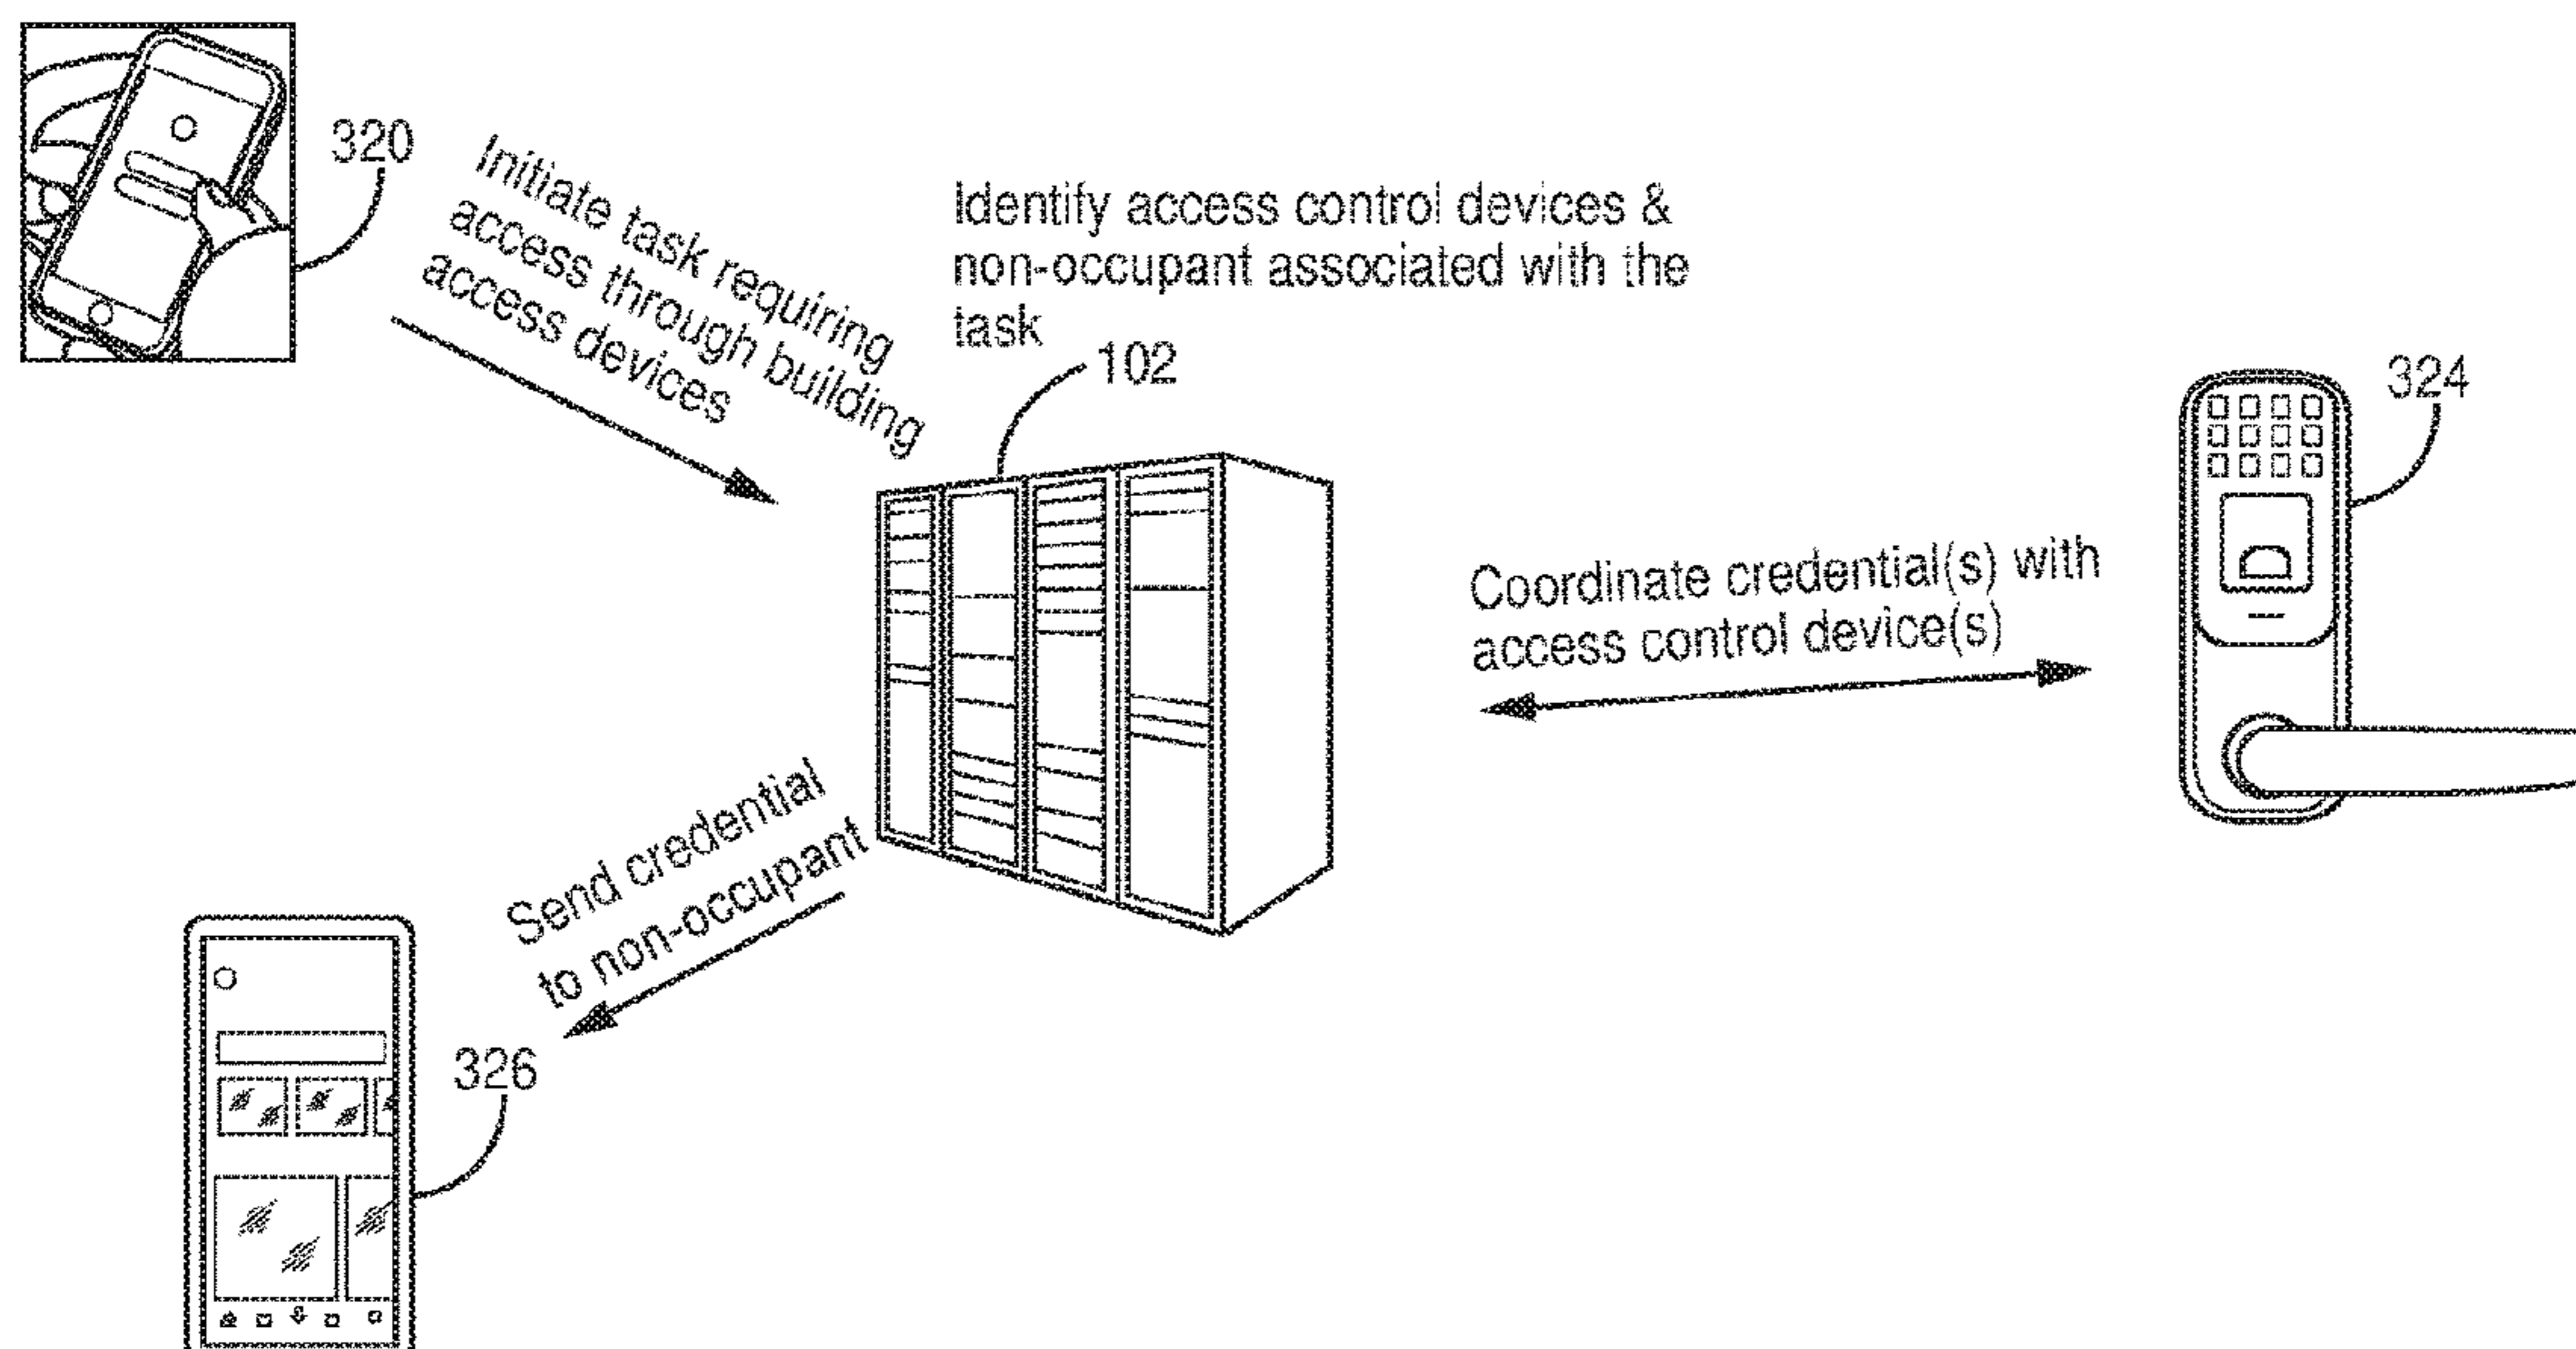 320
Initiate task requiring
access through building
access devices
Identify access control devices &
non-occupant associated with the
task
102
324
Coordinate credential(s) with
access control device(s)
Send credential
to non-occupant
326